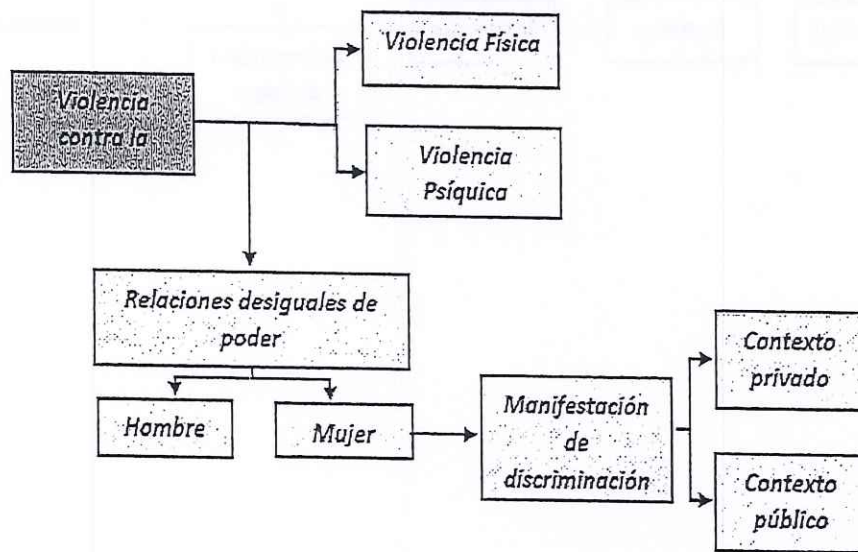 Violencia
contra la
Violencia Física
Violencia
Psíquica
Relaciones desiguales de
poder
Hombre
Mujer
Manifestación
de
discriminación
Contexto
privado
Contexto
público